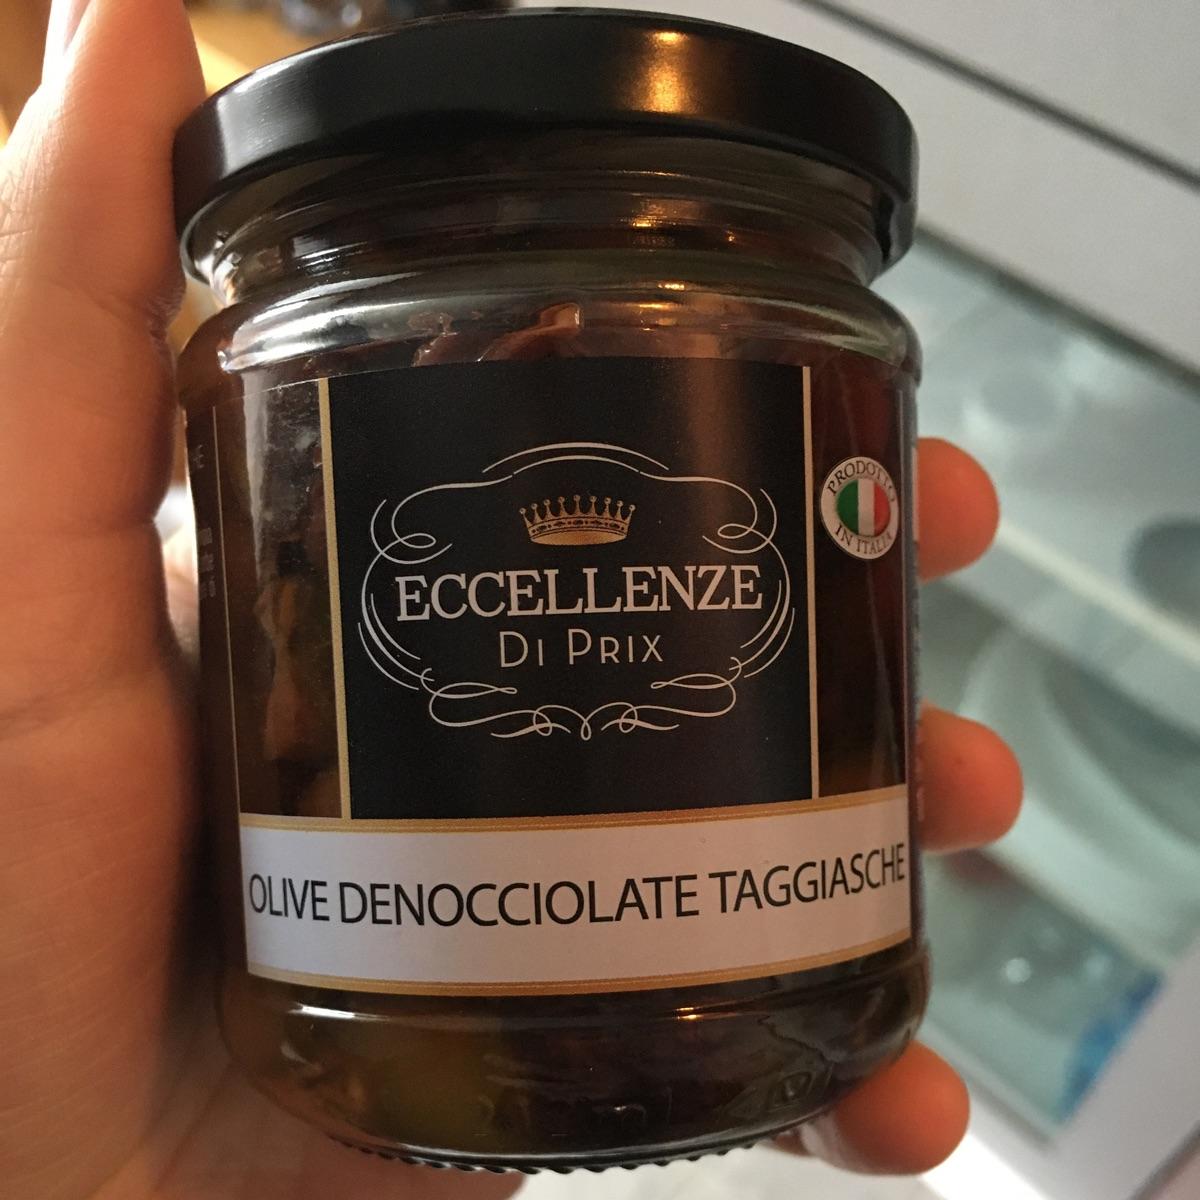 ECCELLENZE
DI PRIX
PRODOTTO
IN ITALIA
OLIVE DENOCCIOLATE TAGGIASCHE